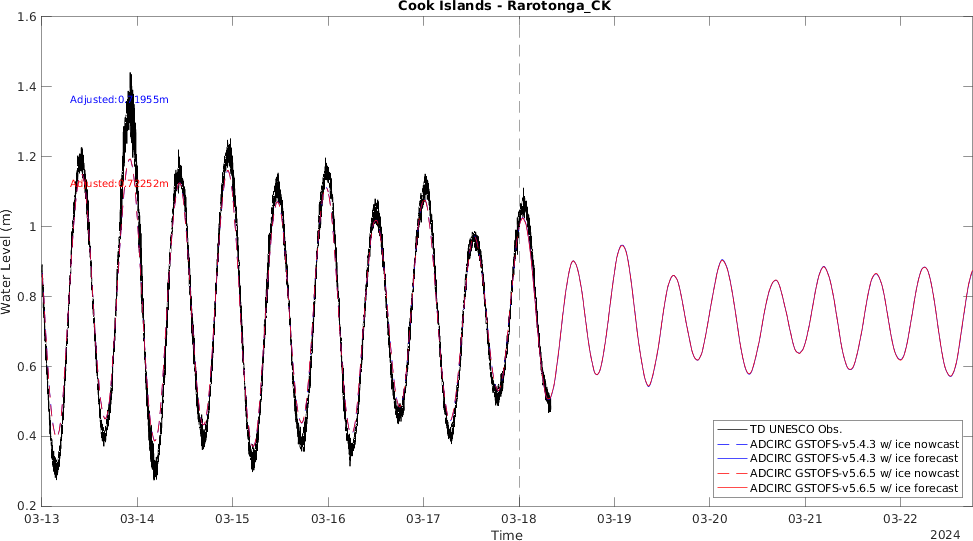 Cook Islands - Rarotonga_CK
Water Level (m)
1.6
1.4
1.2
1
0.8
0.6
0.4
0.2
Adjusted:
1955m
Adjusted:0.70252m
TD UNESCO Obs.
ADCIRC GSTOFS-v5.4.3 w/ ice nowcast
ADCIRC GSTOFS-v5.4.3 w/ ice forecast
ADCIRC GSTOFS-v5.6.5 w/ ice nowcast
ADCIRC GSTOFS-v5.6.5 w/ ice forecast
03-13 03-14 03-15 03-16 03-17 03-18 03-19 03-20 03-21 03-22
Time
2024